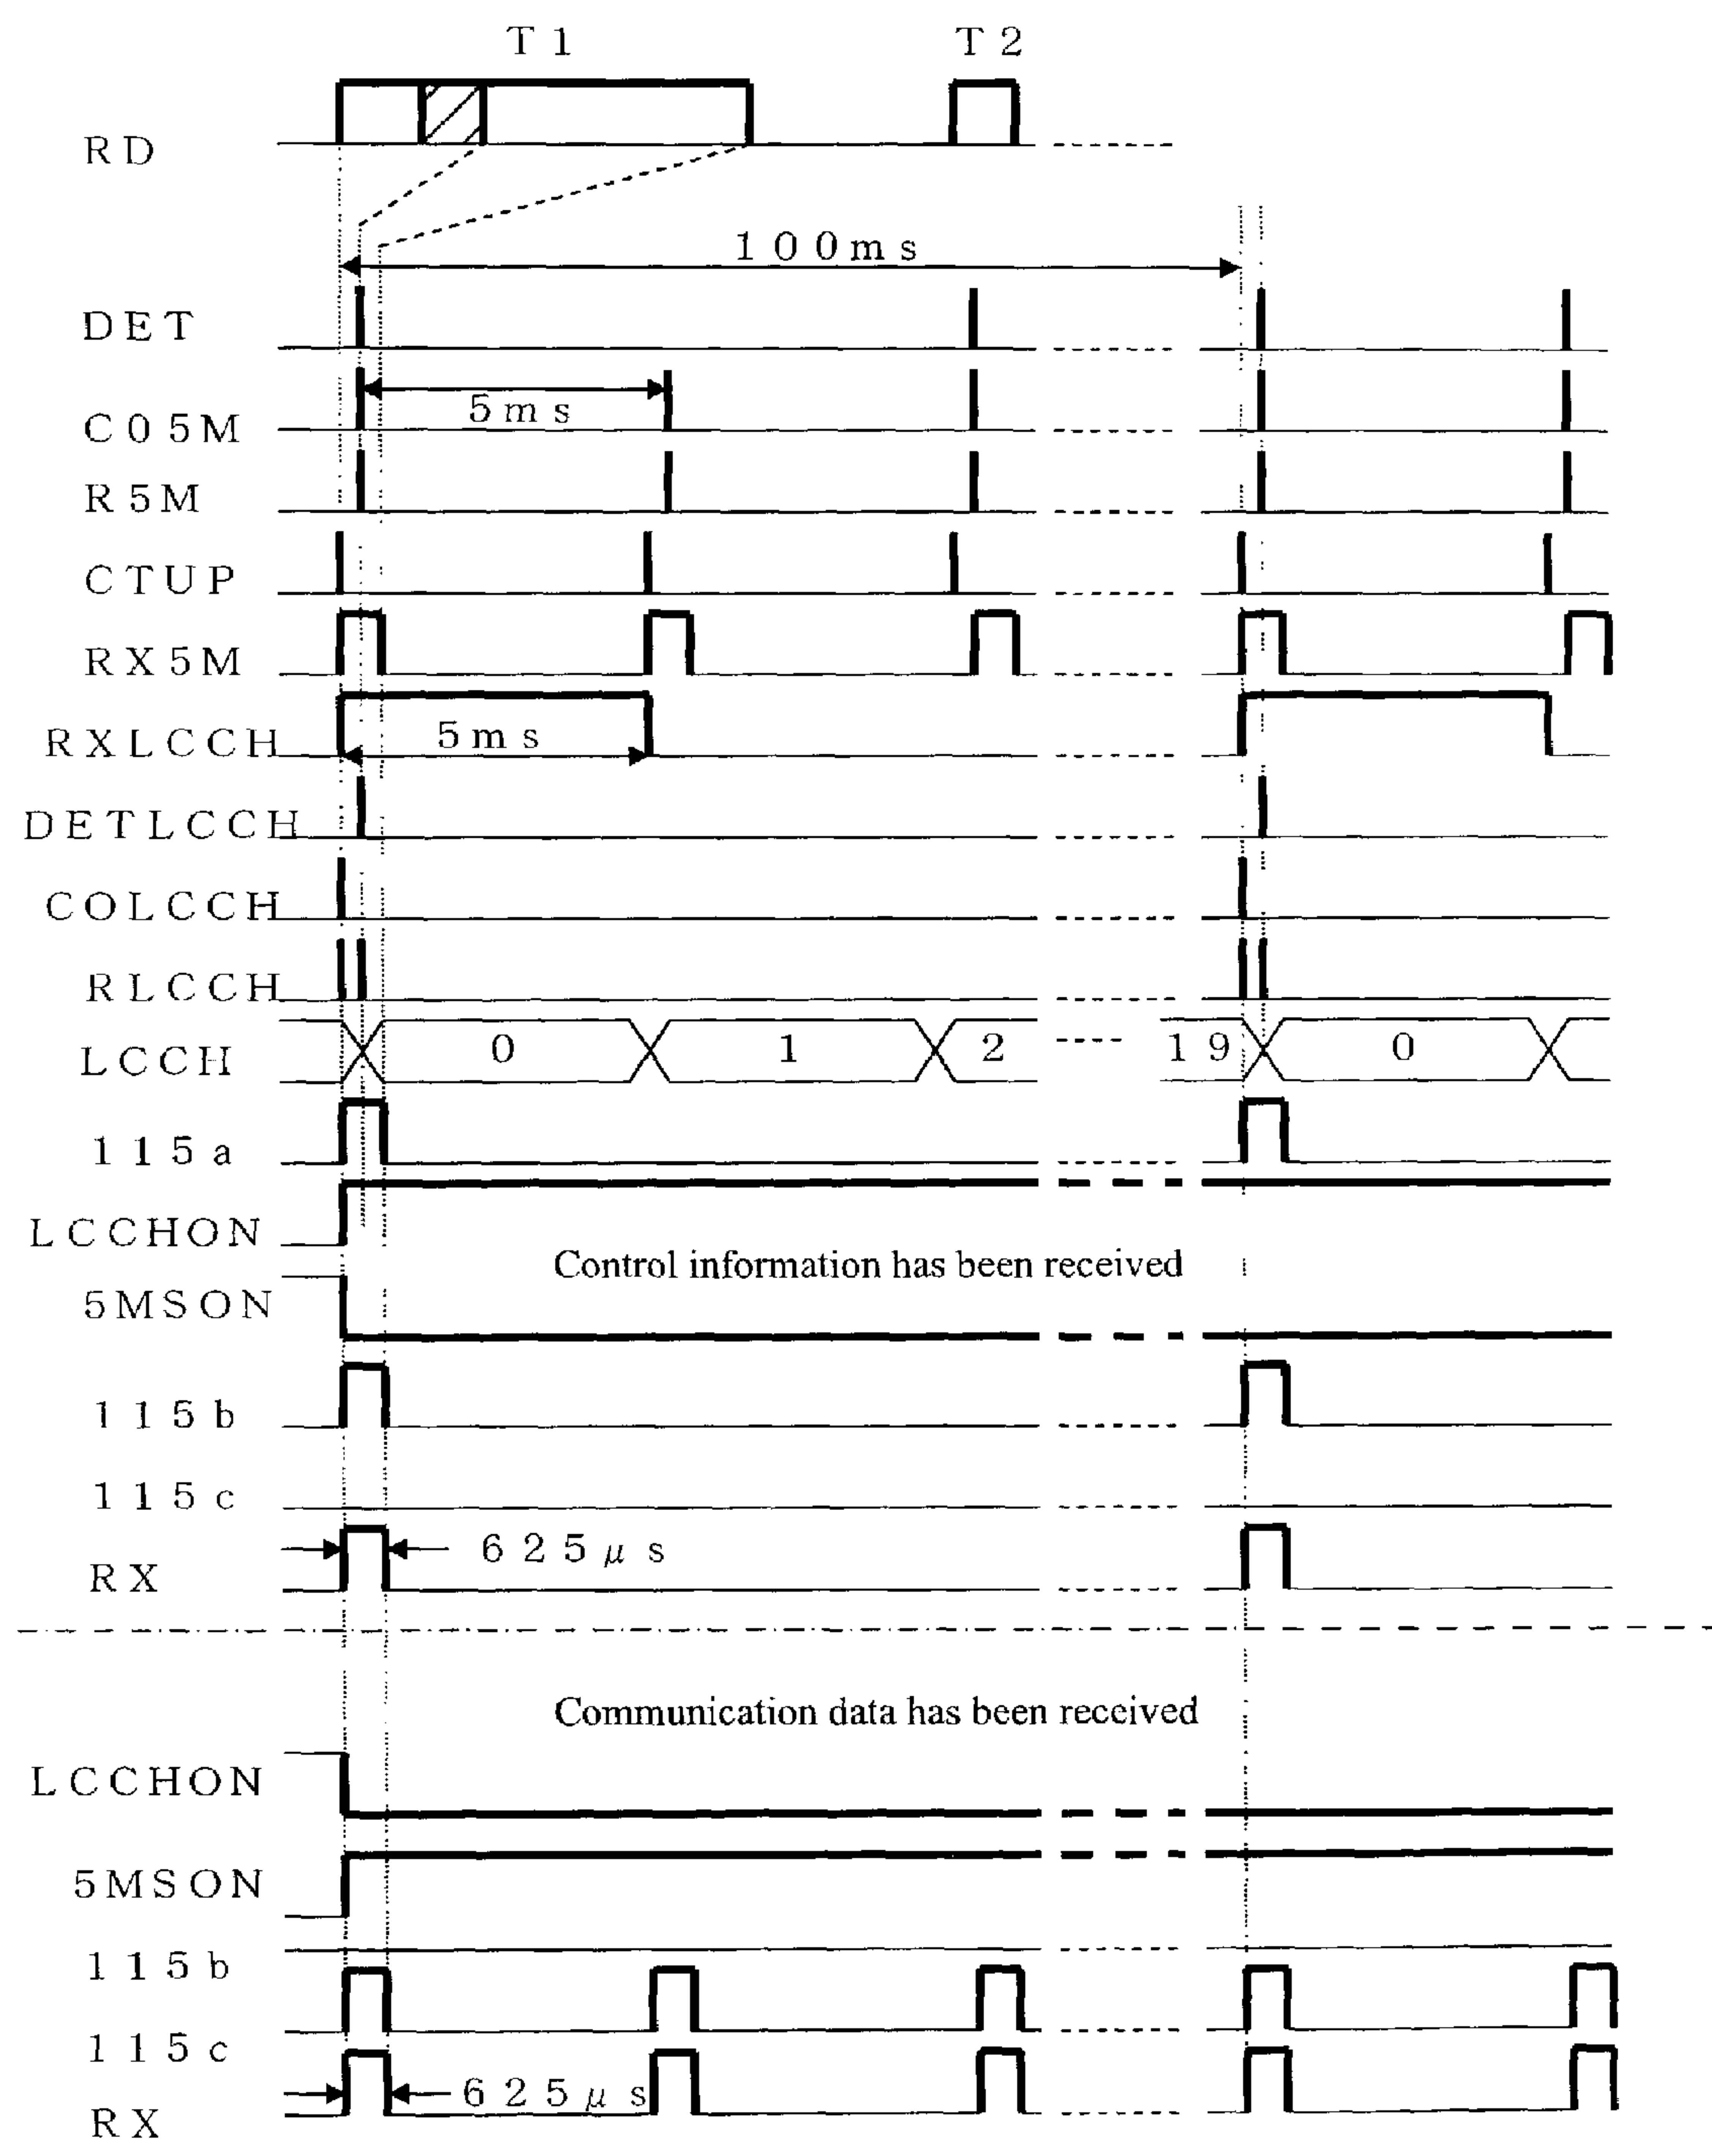 T1 T2
RD
100ms
DET
5ms
C05M
R5M
CTUP
RX5M
RXLCCH 5ms
DETLCCH
COLCCH
RLCCH
LCCH 0 1 2 19 0
115a
LCCHON
Control information has been received
5MSON
115b
115c
625μs
RX
Communication data has been received
LCCHON
5MSON
115b
115c
625μs
RX